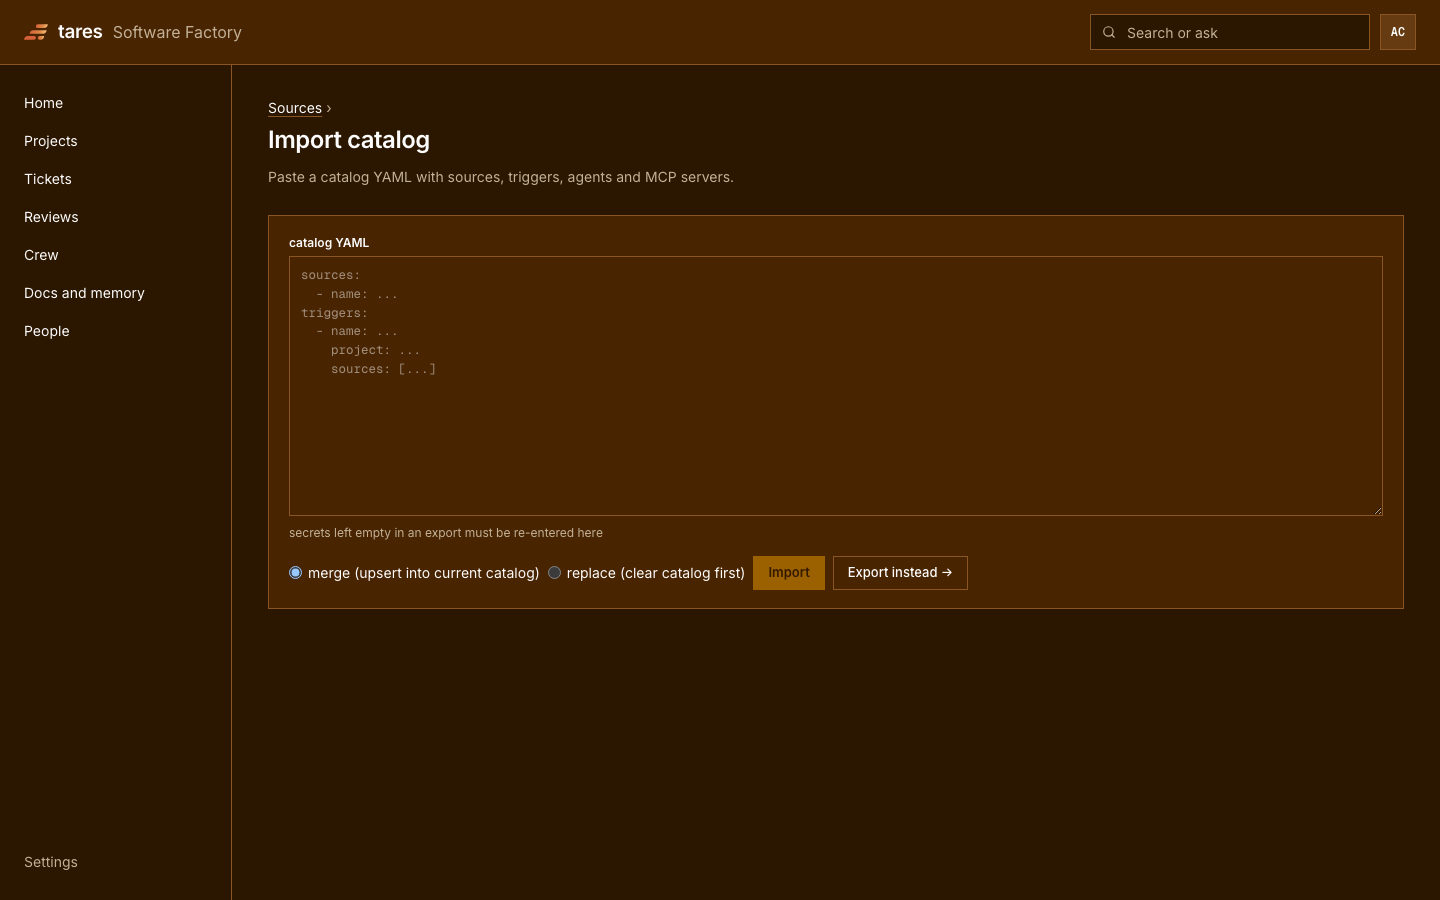 tares Software Factory
Search or ask
AC
Home
Projects
Tickets
Reviews
Crew
Docs and memory
People
Settings
Sources ›
Import catalog
Paste a catalog YAML with sources, triggers, agents and MCP servers.
catalog YAML
sources:
  - name: ...
triggers:
  - name: ...
    project: ...
    sources: [...]
secrets left empty in an export must be re-entered here
merge (upsert into current catalog) replace (clear catalog first) Import Export instead →